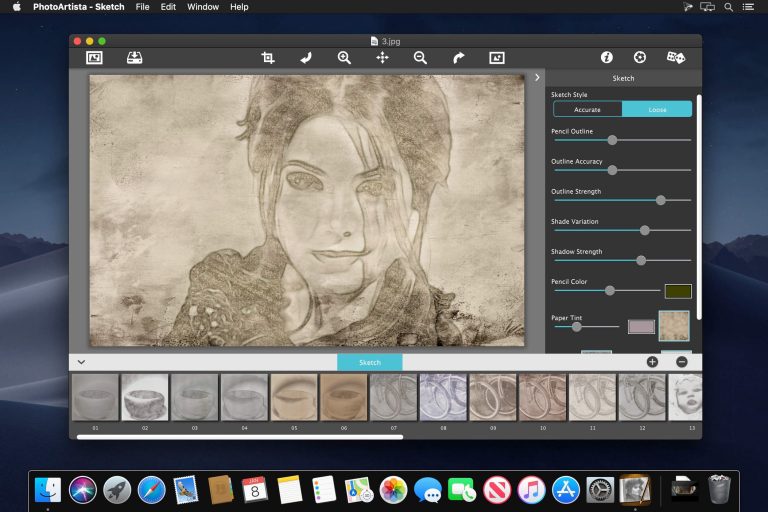 PhotoArtista - Sketch File Edit Window Help
3.jpg
Sketch
Sketch Style
Accurate Loose
Pencil Outline
Outline Accuracy
Outline Strength
Shade Variation
Shadow Strength
Pencil Color
Paper Tint
Sketch
01 02 03 04 05 06 07 08 09 10 11 12 13
JAN
8